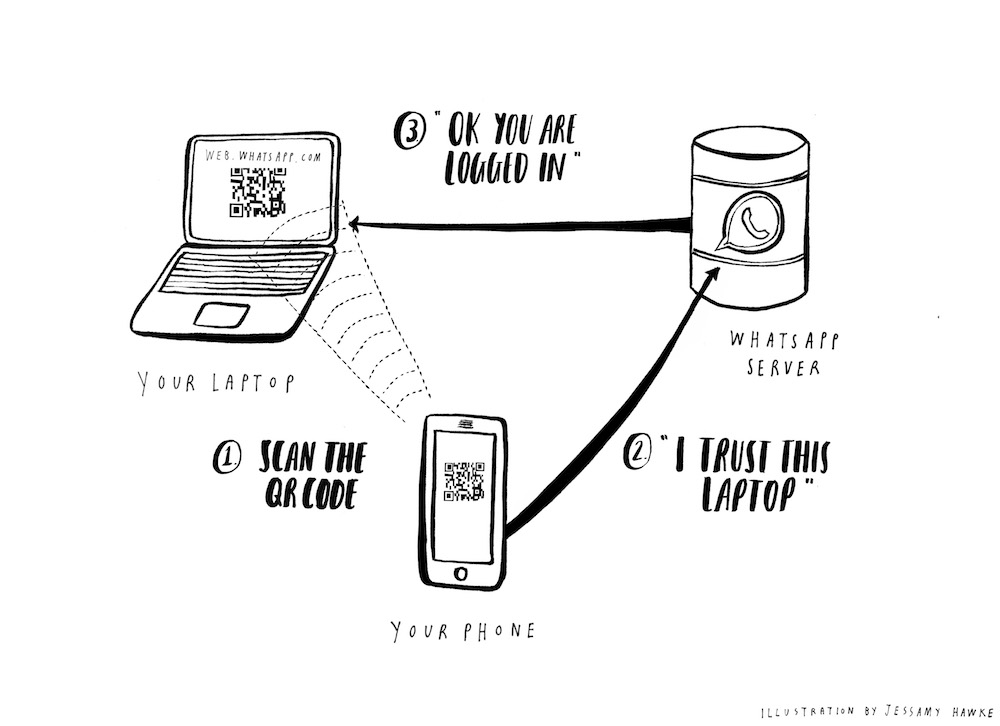 3. "OK YOU ARE
LOGGED IN"
WEB.WHATSAPP.COM
WHATSAPP
SERVER
YOUR LAPTOP
1. SCAN THE
QR CODE
2. "I TRUST THIS
LAPTOP"
YOUR PHONE
ILLUSTRATION BY JESSAMY HAWKE